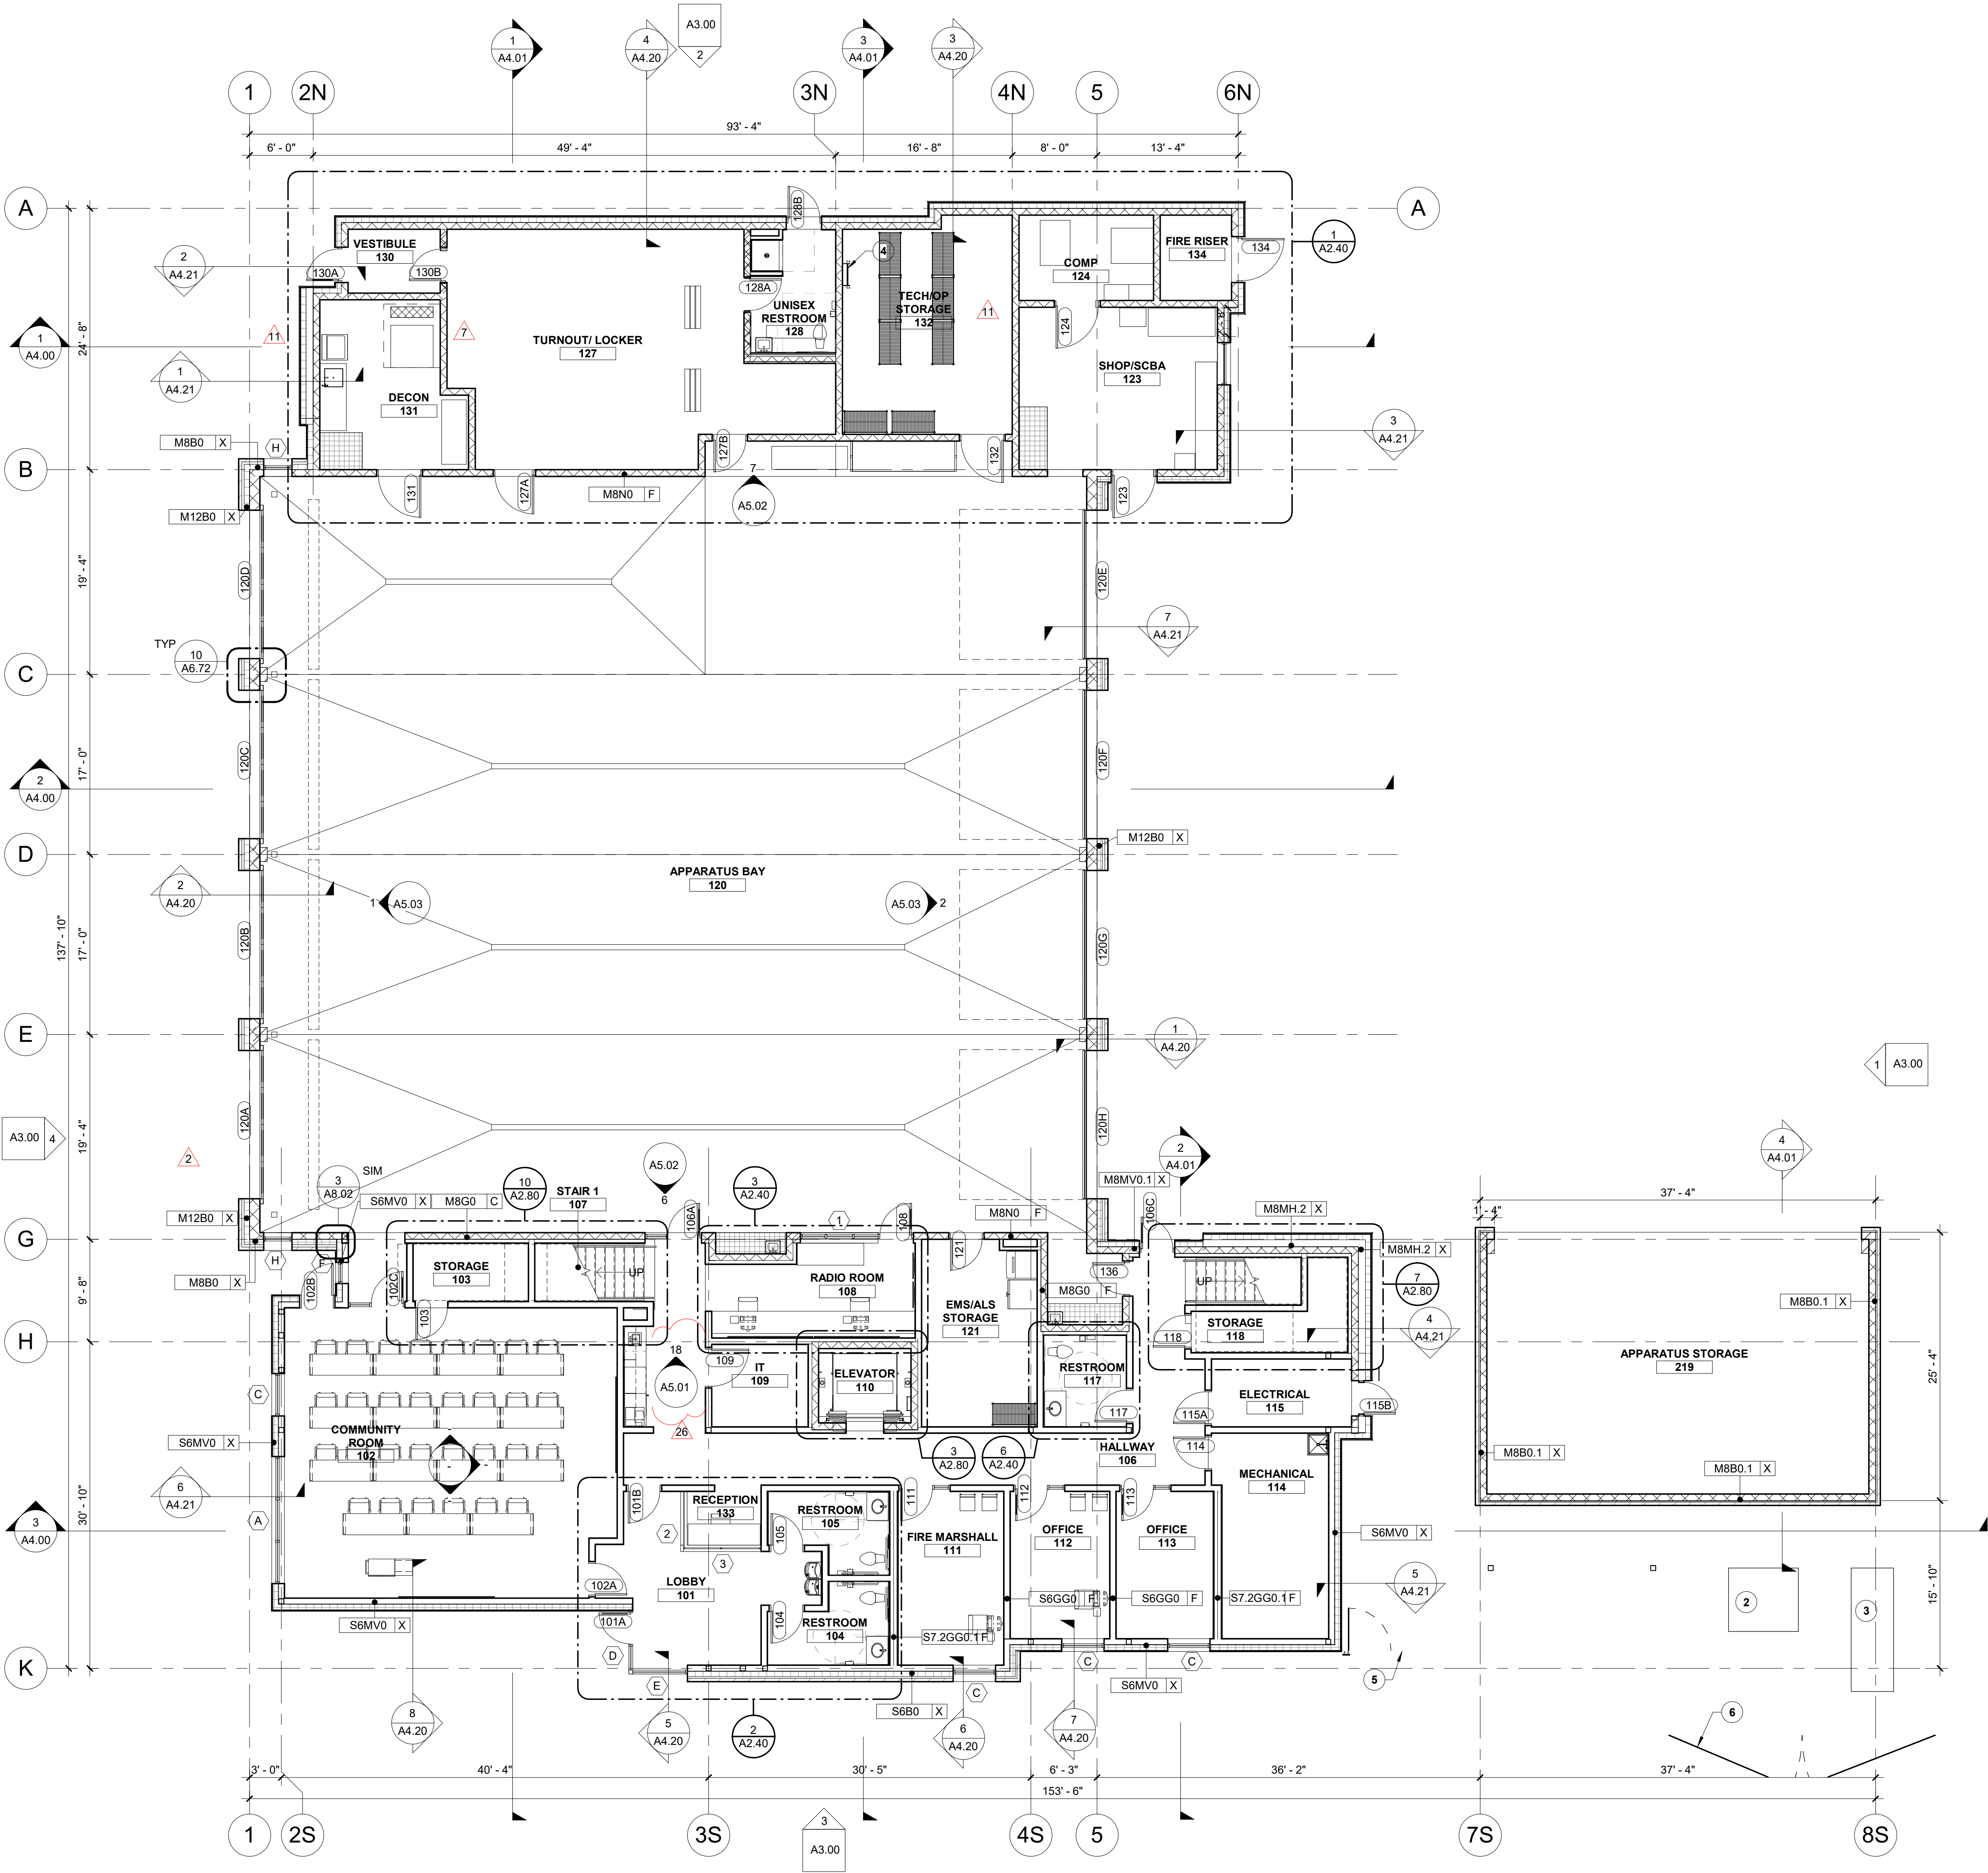 A3.00
2
1
A4.01
4
A4.20
3
A4.01
3
A4.20
1
2N
3N
4N
5
6N
93' - 4"
6' - 0"
49' - 4"
16' - 8"
8' - 0"
13' - 4"
A
A
128B
VESTIBULE
130
130A
130B
128A
4
FIRE RISER
134
134
1
A2.40
2
A4.21
COMP
124
124
UNISEX
RESTROOM
128
TECH/OP
STORAGE
132
11
11
7
1
A4.00
24' - 8"
TURNOUT/ LOCKER
127
SHOP/SCBA
123
1
A4.21
DECON
131
3
A4.21
M8B0 X
H
127B
132
B
7
A5.02
131
127A
M8N0 F
123
M12B0 X
120D
19' - 4"
120E
7
A4.21
TYP
10
A6.72
C
120C
17' - 0"
120F
2
A4.00
M12B0 X
D
APPARATUS BAY
120
2
A4.20
1
A5.03
A5.03
2
137' - 10"
120B
17' - 0"
120G
E
1
A4.20
1
A3.00
120A
19' - 4"
120H
A3.00
4
2
2
A4.01
4
A4.01
SIM
3
A8.02
S6MV0 X
M8G0 C
10
A2.80
STAIR 1
107
A5.02
6
3
A2.40
M8MV0.1 X
106C
37' - 4"
1' - 4"
M12B0 X
106A
1
108
M8N0 F
M8MH.2 X
G
H
F
121
M8MH.2 X
M8B0 X
102B
102C
STORAGE
103
UP
RADIO ROOM
108
136
M8G0 F
UP
7
A2.80
9' - 8"
103
EMS/ALS
STORAGE
121
M8B0.1 X
118
STORAGE
118
4
A4.21
H
18
A5.01
109
IT
109
ELEVATOR
110
RESTROOM
117
APPARATUS STORAGE
219
25' - 4"
C
ELECTRICAL
115
115B
117
115A
COMMUNITY
ROOM
102
26
S6MV0 X
3
A2.80
6
A2.40
HALLWAY
106
114
M8B0.1 X
M8B0.1 X
6
A4.21
MECHANICAL
114
30' - 10"
A
101B
RECEPTION
133
RESTROOM
105
111
112
113
3
A4.00
2
105
FIRE MARSHALL
111
OFFICE
112
OFFICE
113
S6MV0 X
3
102A
LOBBY
101
5
A4.21
2
3
15' - 10"
S6GG0 F
S6GG0 F
S7.2GG0.1 F
101A
S6MV0 X
104
RESTROOM
104
S7.2GG0.1 F
D
5
K
E
C
C
C
S6MV0 X
S6B0 X
8
A4.20
5
A4.20
2
A2.40
6
A4.20
7
A4.20
6
3' - 0"
40' - 4"
30' - 5"
6' - 3"
36' - 2"
37' - 4"
153' - 6"
1
2S
3S
4S
5
7S
8S
3
A3.00